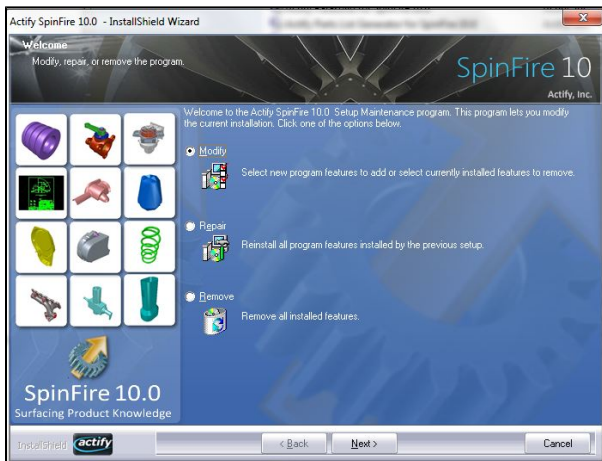 Actify SpinFire 10.0 - InstallShield Wizard
Welcome
Modify, repair, or remove the program.
SpinFire 10
Actify, Inc.
Welcome to the Actify SpinFire 10.0 Setup Maintenance program. This program lets you modify
the current installation. Click one of the options below.
Modify
Select new program features to add or select currently installed features to remove.
Repair
Reinstall all program features installed by the previous setup.
Remove
Remove all installed features.
SpinFire 10.0
Surfacing Product Knowledge
InstallShield
actify
< Back
Next >
Cancel